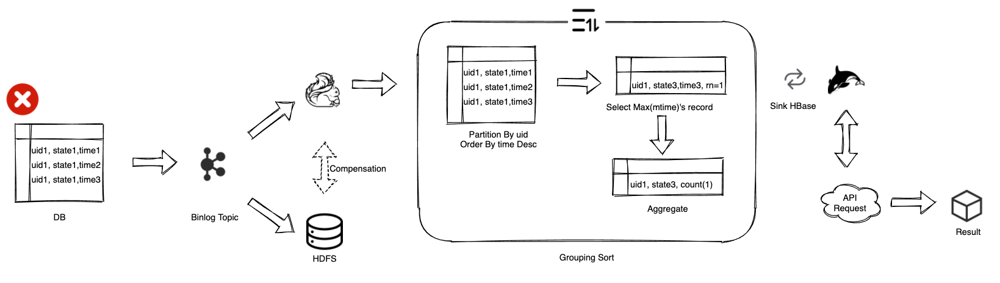 uid1, state1,time1
uid1, state1,time2
uid1, state1,time3
DB
Binlog Topic
Compensation
HDFS
uid1, state1,time1
uid1, state1,time2
uid1, state1,time3
Partition By uid
Order By time Desc
uid1, state3,time3, rn=1
Select Max(mtime)'s record
uid1, state3, count(1)
Aggregate
Grouping Sort
Sink HBase
API
Request
Result